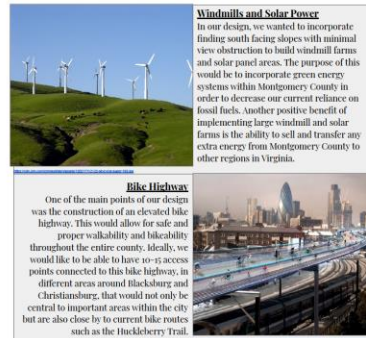 Windmills and Solar Power
In our design, we wanted to incorporate
finding south facing slopes with minimal
view obstruction to build windmill farms
and solar panel areas. The purpose of this
would be to incorporate green energy
systems within Montgomery County in
order to decrease our current reliance on
fossil fuels. Another positive benefit of
implementing large windmill and solar
farms is the ability to sell and transfer any
extra energy from Montgomery County to
other regions in Virginia.
Bike Highway
One of the main points of our design
was the construction of an elevated bike
highway. This would allow for safe and
proper walkability and bikeability
throughout the entire county. Ideally, we
would like to be able to have 10-15 access
points connected to this bike highway, in
different areas around Blacksburg and
Christiansburg, that would not only be
central to important areas within the city
but are also close by to current bike routes
such as the Huckleberry Trail.